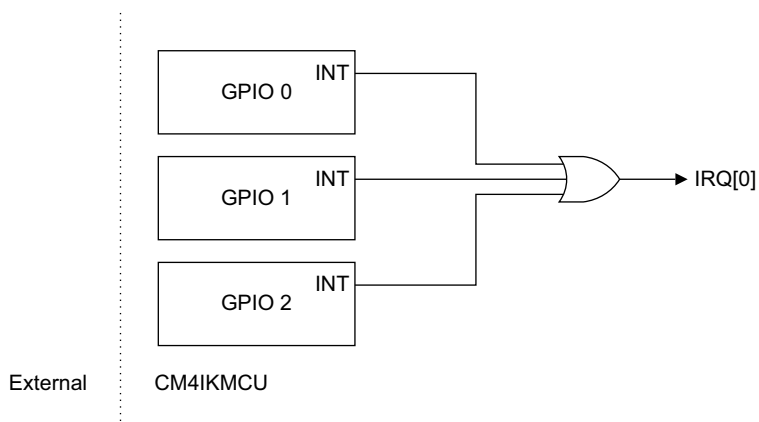 INT
GPIO 0
INT
GPIO 1
IRQ[0]
INT
GPIO 2
External
CM4IKMCU